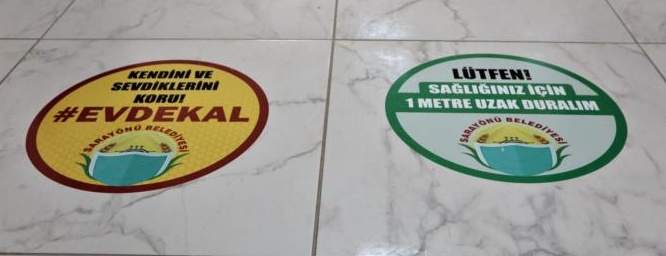 KENDİNİ VE
SEVDİKLERİNİ
KORU!
#EVDEKAL
SARAYÖNÜ BELEDİYESİ
LÜTFEN!
SAĞLIĞINIZ İÇİN
1 METRE UZAK DURALIM
SARAYÖNÜ BELEDİYESİ